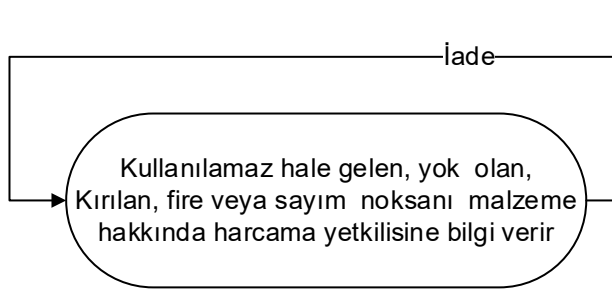 İade
Kullanılamaz hale gelen, yok olan,
Kırılan, fire veya sayım noksanı malzeme
hakkında harcama yetkilisine bilgi verir